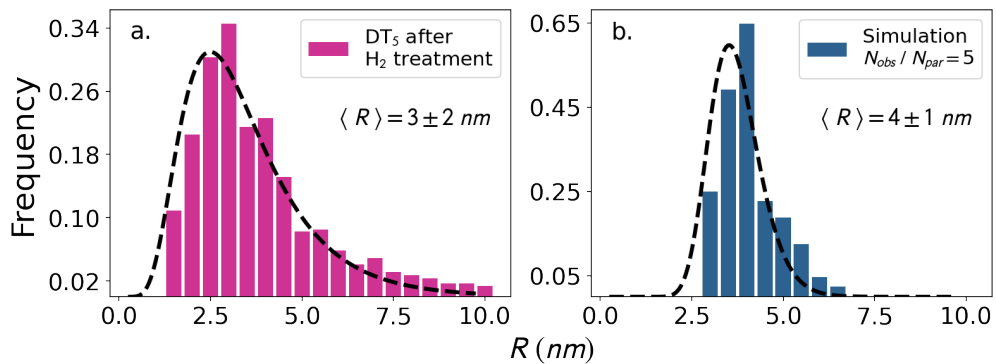 a.
DT₅ after
H₂ treatment
⟨ R ⟩ = 3 ± 2 nm
Frequency
0.34
0.26
0.18
0.10
0.02
0.0
2.5
5.0
7.5
10.0
b.
Simulation
N_obs / N_par = 5
⟨ R ⟩ = 4 ± 1 nm
0.65
0.45
0.25
0.05
0.0
2.5
5.0
7.5
10.0
R (nm)